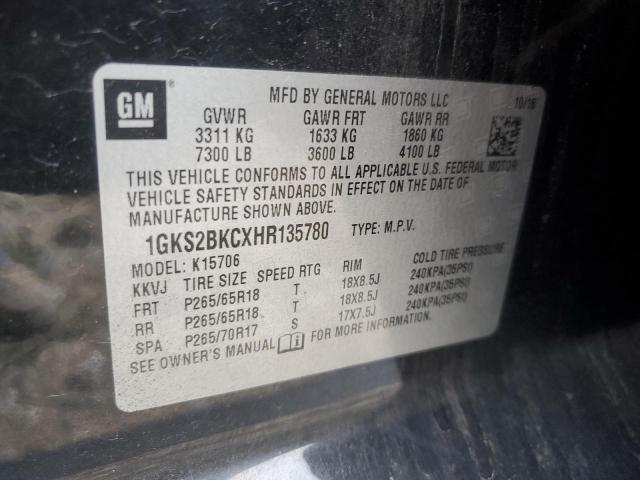 GM
MFD BY GENERAL MOTORS LLC 10/16
GVWR GAWR FRT GAWR RR
3311 KG 1633 KG 1860 KG
7300 LB 3600 LB 4100 LB
THIS VEHICLE CONFORMS TO ALL APPLICABLE U.S. FEDERAL MOTOR
VEHICLE SAFETY STANDARDS IN EFFECT ON THE DATE OF
MANUFACTURE SHOWN ABOVE.
1GKS2BKCXHR135780 TYPE: M.P.V.
MODEL: K15706
KKVJ TIRE SIZE SPEED RTG RIM COLD TIRE PRESSURE
FRT P265/65R18 T 18X8.5J 240KPA(35PSI)
RR P265/65R18 T 18X8.5J 240KPA(35PSI)
SPA P265/70R17 S 17X7.5J 240KPA(35PSI)
SEE OWNER'S MANUAL FOR MORE INFORMATION